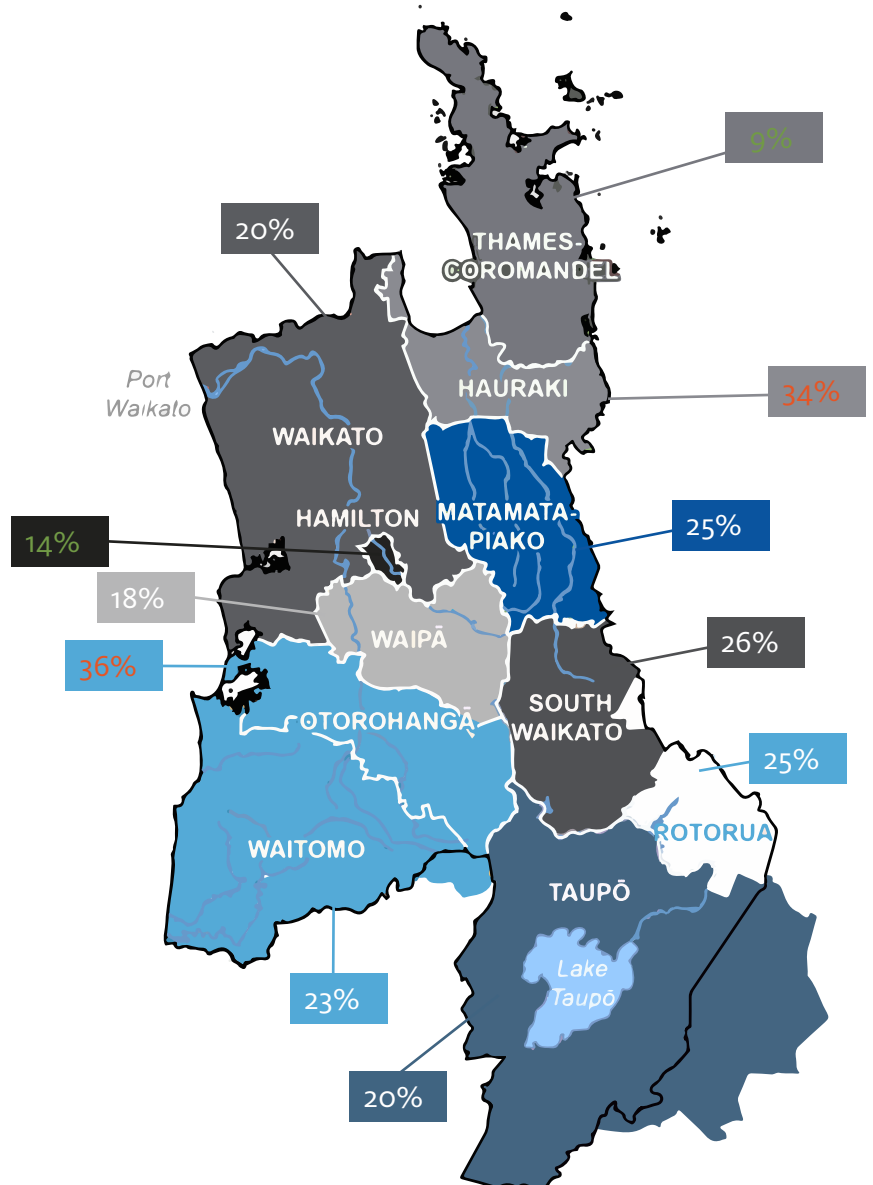 9%
20%
THAMES-
COROMANDEL
Port
Waikato
HAURAKI
34%
WAIKATO
HAMILTON
MATAMATA-
PIAKO
25%
14%
18%
WAIPĀ
36%
26%
SOUTH
WAIKATO
OTOROHANGĀ
25%
ROTORUA
WAITOMO
TAUPŌ
Lake
Taupō
23%
20%